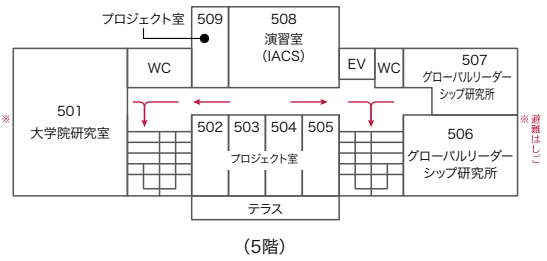 プロジェクト室
509
508
演習室
（IACS）
WC
EV
WC
507
グローバルリーダー
シップ研究所
※
501
大学院研究室
502
503
504
505
プロジェクト室
506
グローバルリーダー
シップ研究所
※避難はしご
テラス
（5階）